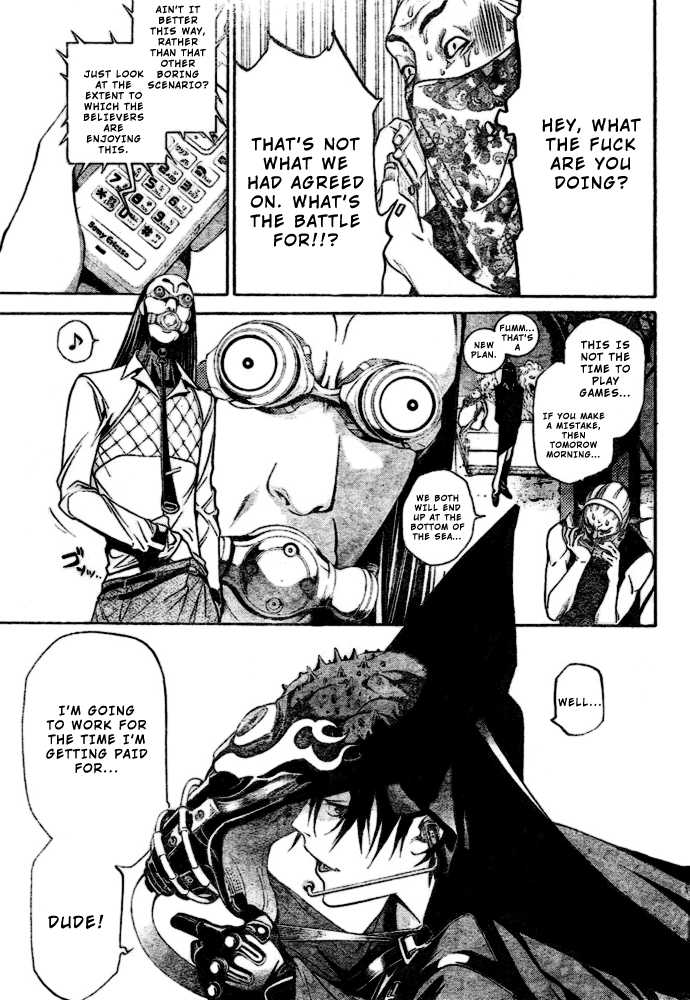 HEY, WHAT
THE FUCK
ARE YOU
DOING?
THAT'S NOT
WHAT WE
HAD AGREED
ON. WHAT'S
THE BATTLE
FOR!!?
AIN'T IT
BETTER
THIS WAY,
RATHER
THAN THAT
OTHER
BORING
SCENARIO?
JUST LOOK
AT THE
EXTENT TO
WHICH THE
BELIEVERS
ARE
ENJOYING
THIS.
Sony Ericsso
THIS IS
NOT THE
TIME TO
PLAY
GAMES...
IF YOU MAKE
A MISTAKE,
THEN
TOMOROW
MORNING...
FUMM...
THAT'S
A
NEW
PLAN.
WE BOTH
WILL END
UP AT THE
BOTTOM OF
THE SEA...
WELL...
I'M GOING
TO WORK FOR
THE TIME I'M
GETTING PAID
FOR...
DUDE!